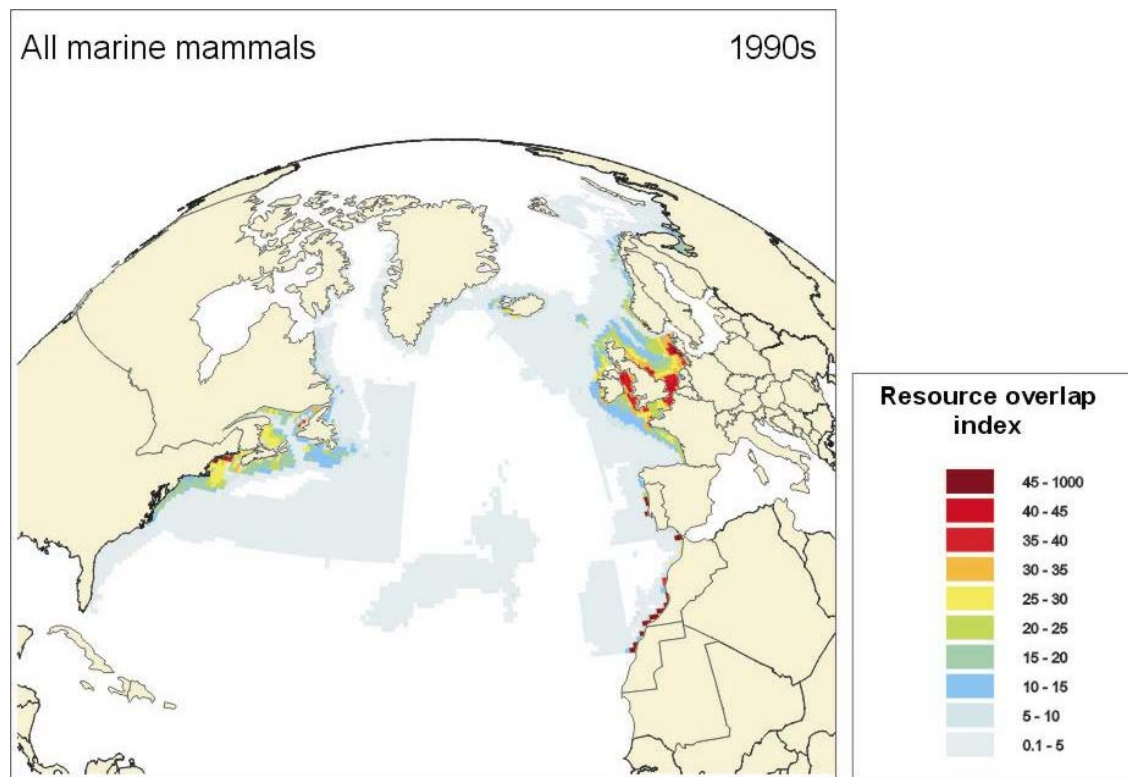 All marine mammals
1990s
Resource overlap
index
45 - 1000
40 - 45
35 - 40
30 - 35
25 - 30
20 - 25
15 - 20
10 - 15
5 - 10
0.1 - 5